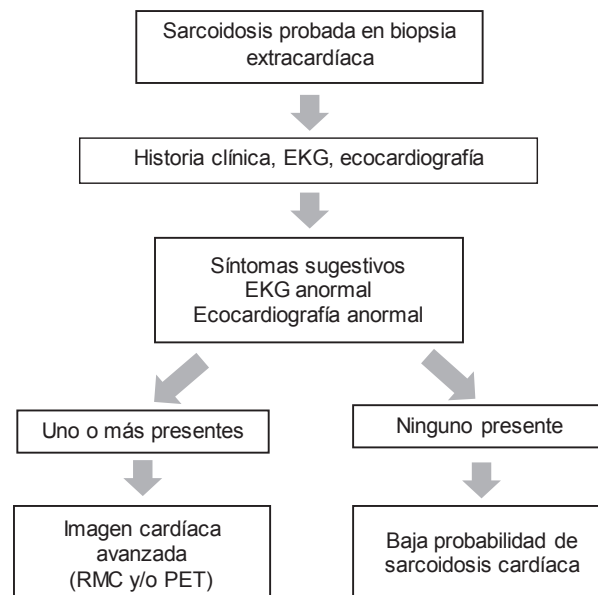 Sarcoidosis probada en biopsia
extracardíaca
Historia clínica, EKG, ecocardiografía
Síntomas sugestivos
EKG anormal
Ecocardiografía anormal
Uno o más presentes
Ninguno presente
Imagen cardíaca
avanzada
(RMC y/o PET)
Baja probabilidad de
sarcoidosis cardíaca